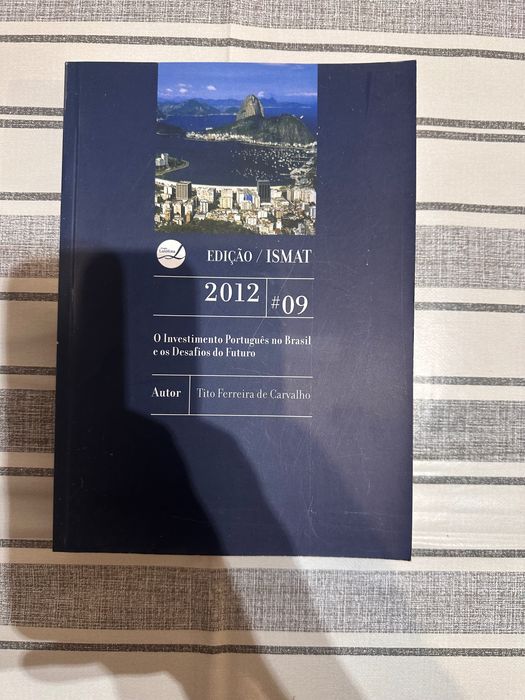 EDIÇÃO / ISMAT
2012 #09
O Investimento Português no Brasil
e os Desafios do Futuro
Autor Tito Ferreira de Carvalho